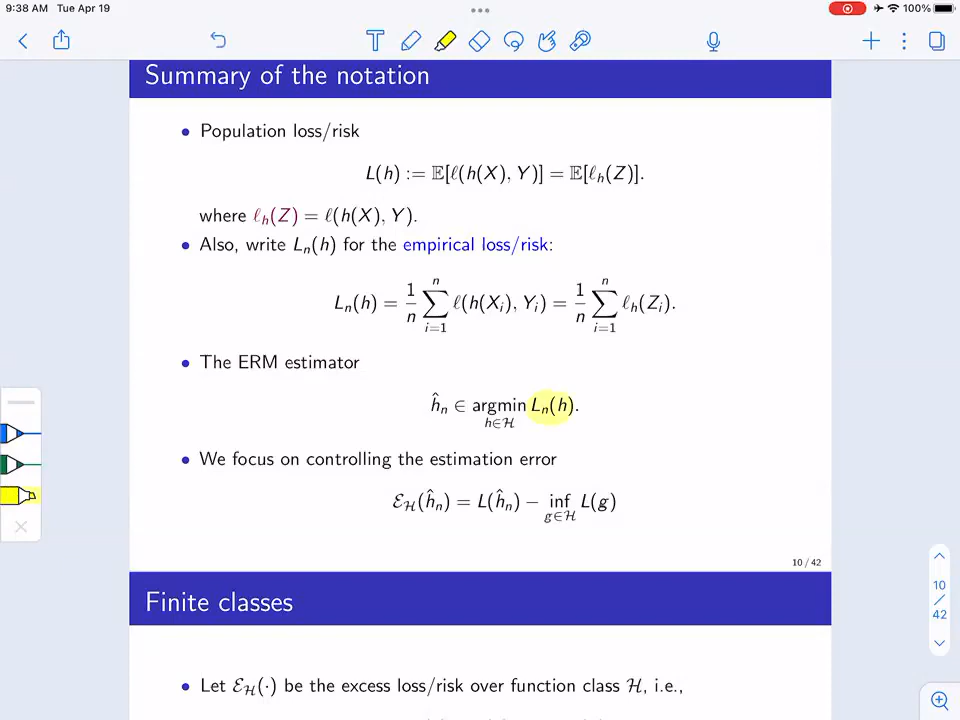 9:38 AM Tue Apr 19
100%
T
Summary of the notation
• Population loss/risk
L(h) := 𝔼[ℓ(h(X), Y)] = 𝔼[ℓ_h(Z)].
where ℓ_h(Z) = ℓ(h(X), Y).
• Also, write L_n(h) for the empirical loss/risk:
L_n(h) = 1/n ∑_{i=1}^{n} ℓ(h(X_i), Y_i) = 1/n ∑_{i=1}^{n} ℓ_h(Z_i).
• The ERM estimator
ĥ_n ∈ argmin_{h∈ℋ} L_n(h).
• We focus on controlling the estimation error
ℰ_ℋ(ĥ_n) = L(ĥ_n) − inf_{g∈ℋ} L(g)
10 / 42
10
/
42
Finite classes
• Let ℰ_ℋ(·) be the excess loss/risk over function class ℋ, i.e.,